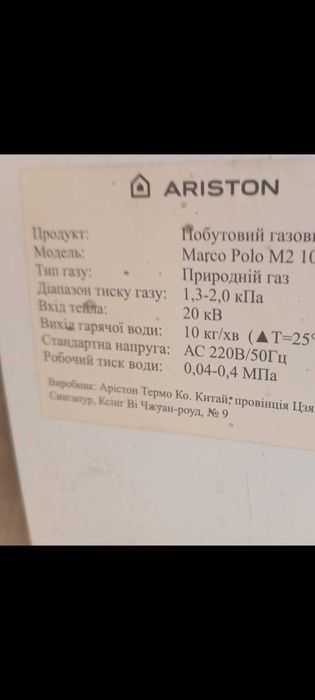 ARISTON
Продукт: Побутовий газови
Модель: Marco Polo M2 10
Тип газу: Природній газ
Діапазон тиску газу: 1,3-2,0 кПа
Вхід тепла: 20 кВ
Вихід гарячої води: 10 кг/хв (▲T=25°
Стандартна напруга: АС 220В/50Гц
Робочий тиск води: 0,04-0,4 МПа
Виробник: Арістон Термо Ко. Китай, провінція Цзя
Сингапур, Ксінг Ві Чжуан-роуд, № 9